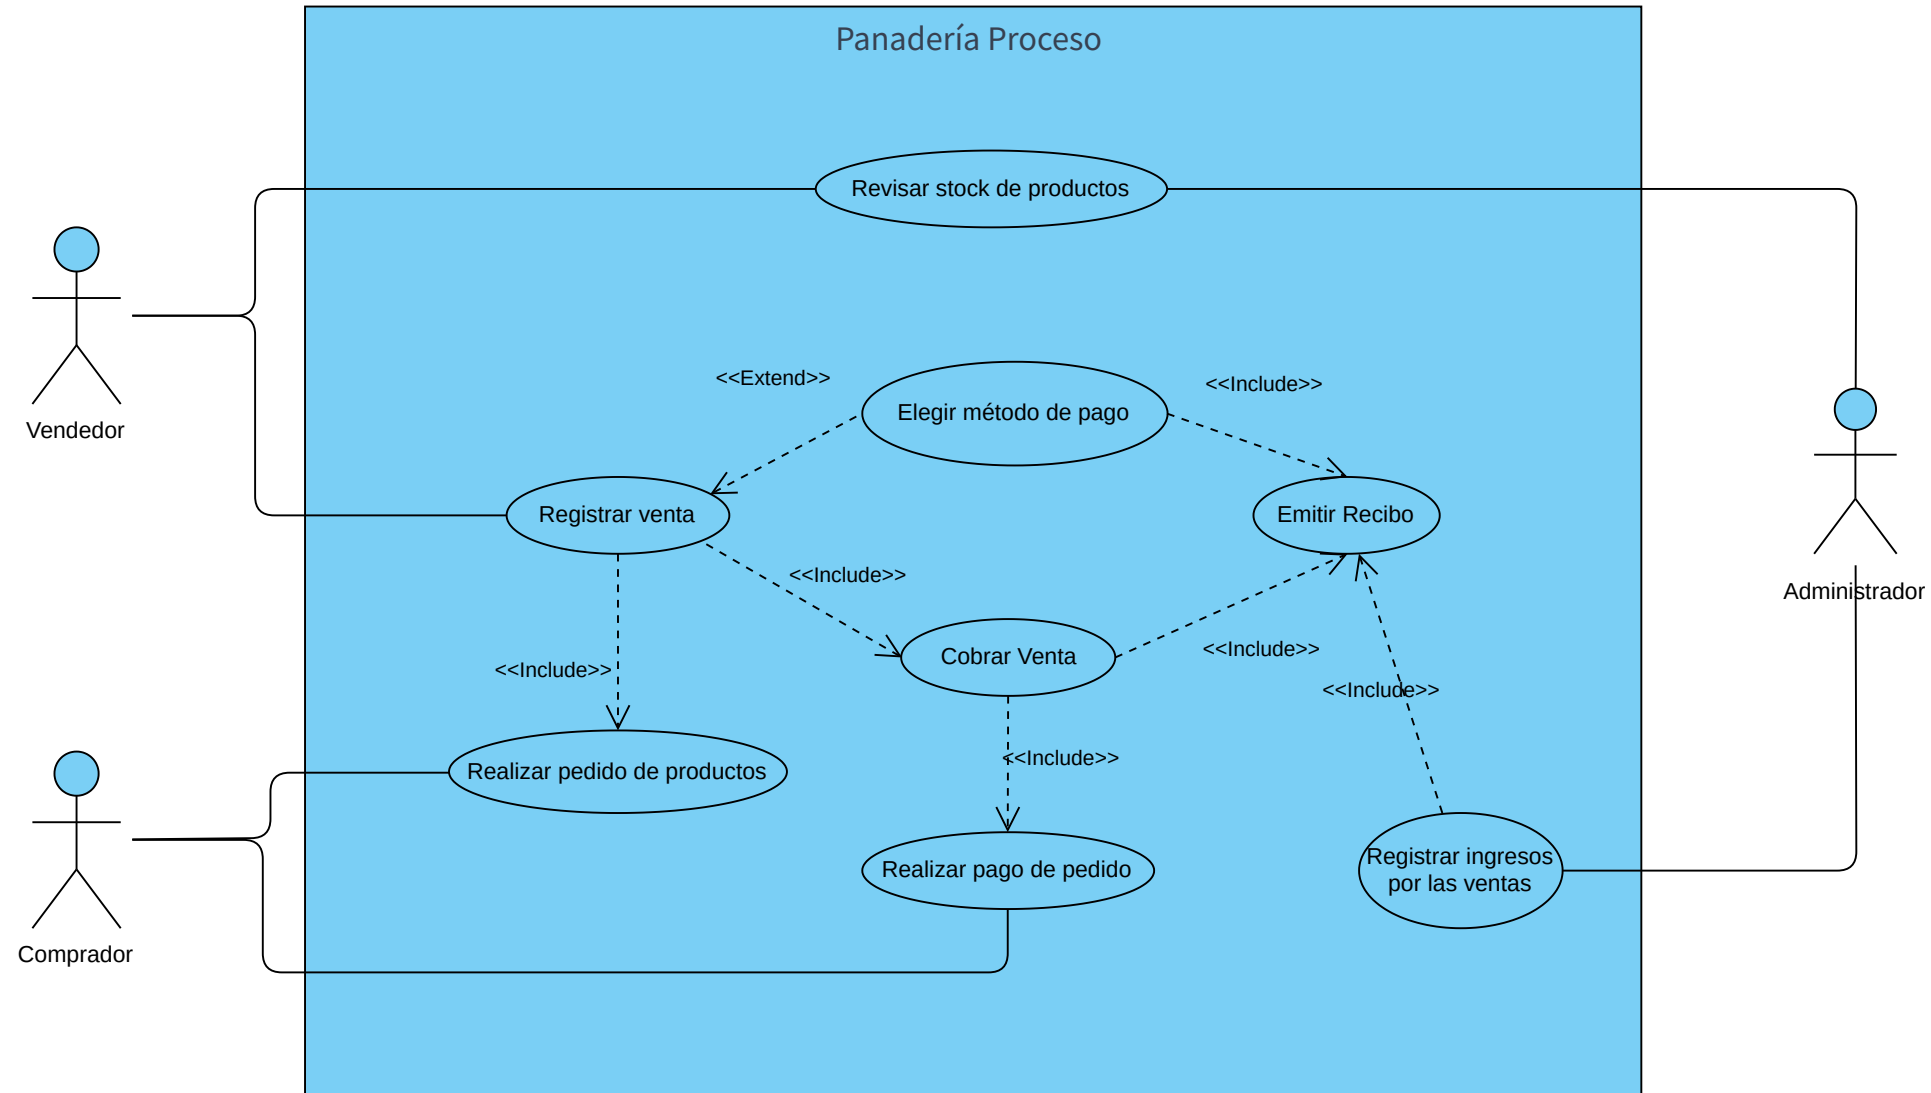 Panadería Proceso
Revisar stock de productos
Vendedor
<<Extend>>
Elegir método de pago
<<Include>>
Registrar venta
Emitir Recibo
<<Include>>
Administrador
Cobrar Venta
<<Include>>
<<Include>>
<<Include>>
<<Include>>
Realizar pedido de productos
Realizar pago de pedido
Registrar ingresos
por las ventas
Comprador